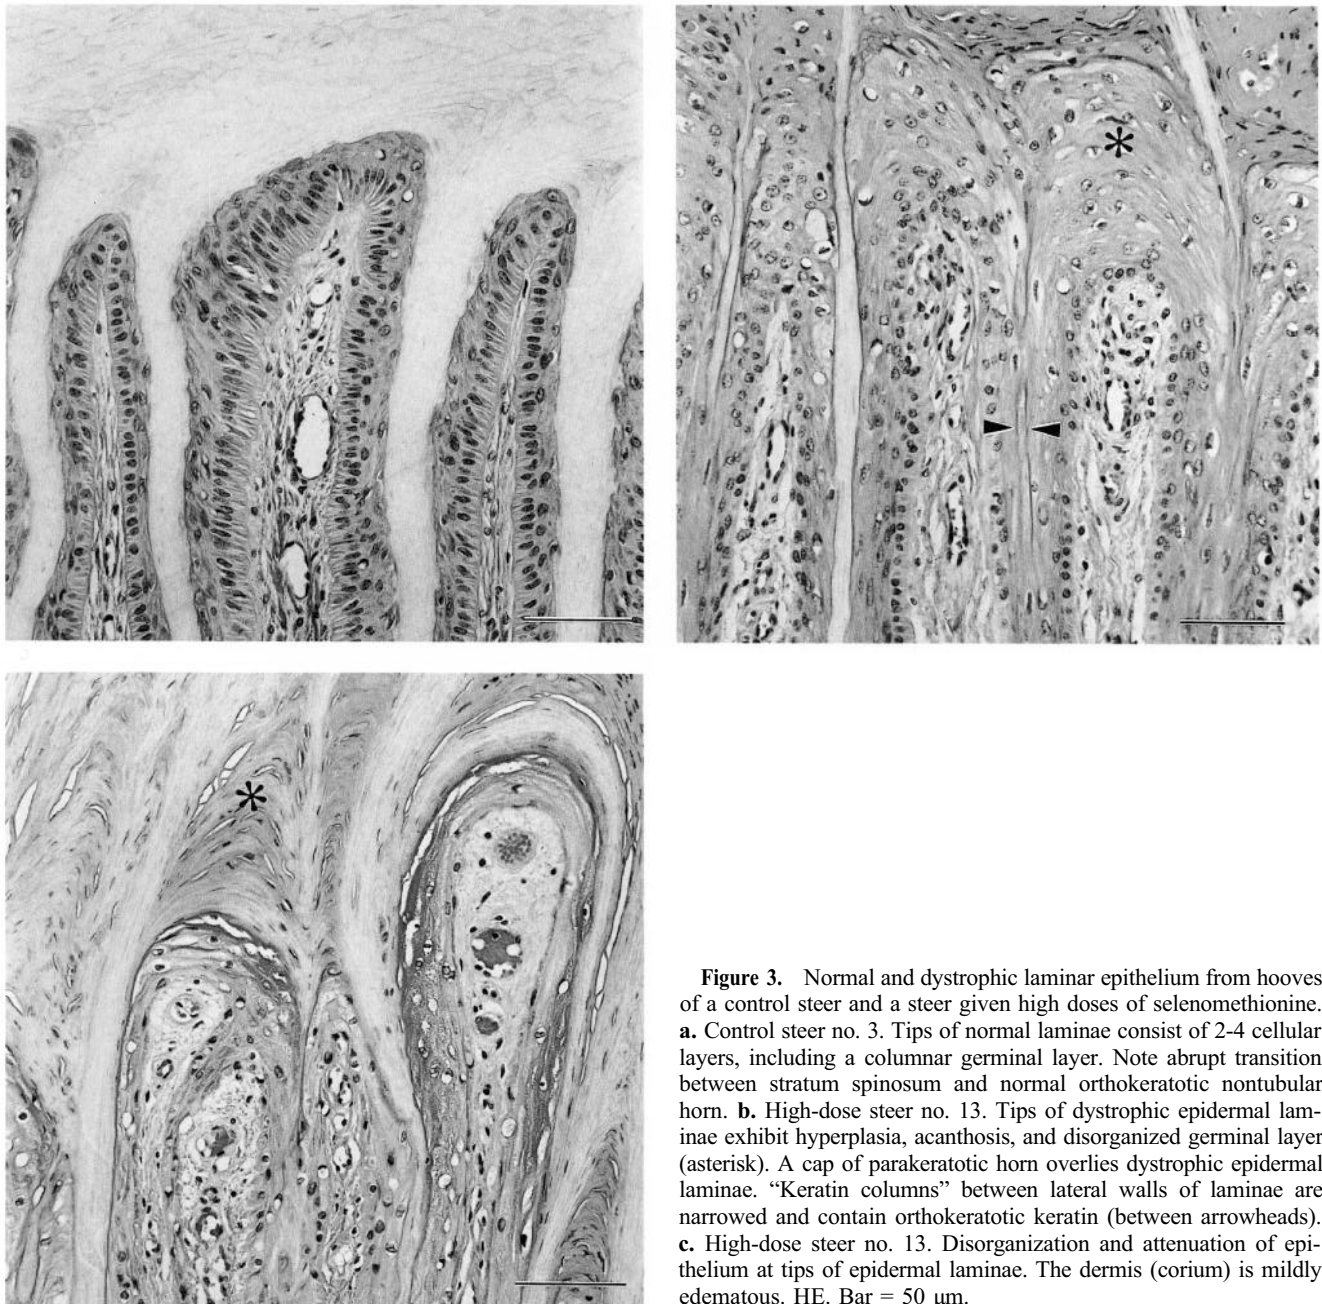 Figure 3. Normal and dystrophic laminar epithelium from hooves
of a control steer and a steer given high doses of selenomethionine.
a. Control steer no. 3. Tips of normal laminae consist of 2-4 cellular
layers, including a columnar germinal layer. Note abrupt transition
between stratum spinosum and normal orthokeratotic nontubular
horn. b. High-dose steer no. 13. Tips of dystrophic epidermal lam-
inae exhibit hyperplasia, acanthosis, and disorganized germinal layer
(asterisk). A cap of parakeratotic horn overlies dystrophic epidermal
laminae. “Keratin columns” between lateral walls of laminae are
narrowed and contain orthokeratotic keratin (between arrowheads).
c. High-dose steer no. 13. Disorganization and attenuation of epi-
thelium at tips of epidermal laminae. The dermis (corium) is mildly
edematous. HE. Bar = 50 μm.